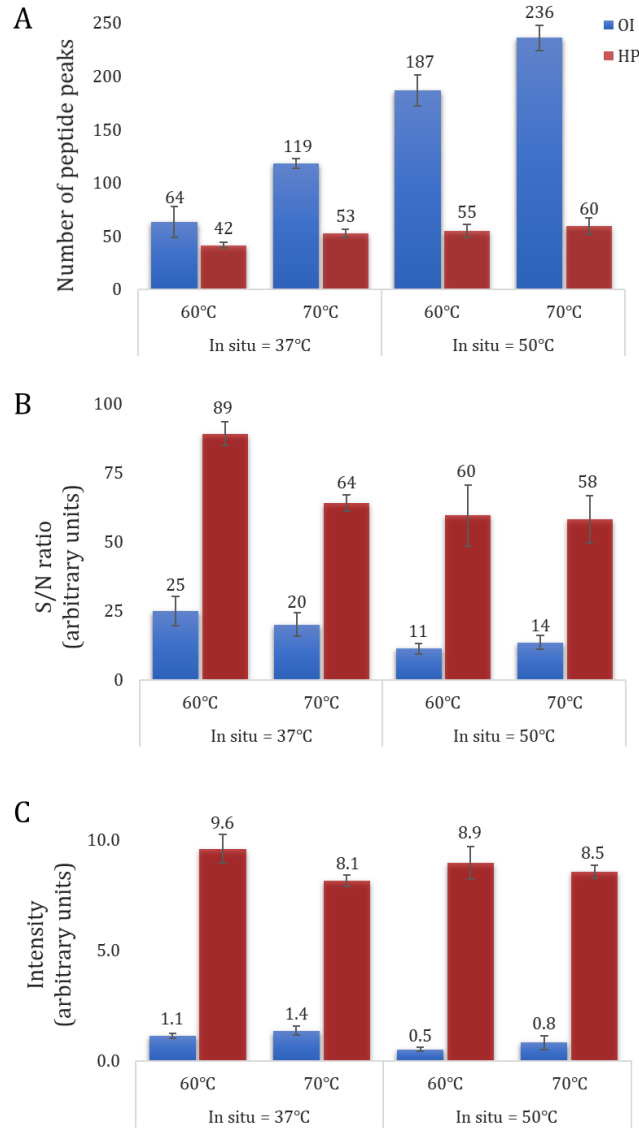 A
OI
HP
Number of peptide peaks
250
200
150
100
50
0
64
42
119
53
187
55
236
60
60°C
70°C
60°C
70°C
In situ = 37°C
In situ = 50°C
B
S/N ratio
(arbitrary units)
100
75
50
25
0
25
89
20
64
11
60
14
58
60°C
70°C
60°C
70°C
In situ = 37°C
In situ = 50°C
C
Intensity
(arbitrary units)
10.0
5.0
0.0
1.1
9.6
1.4
8.1
0.5
8.9
0.8
8.5
60°C
70°C
60°C
70°C
In situ = 37°C
In situ = 50°C